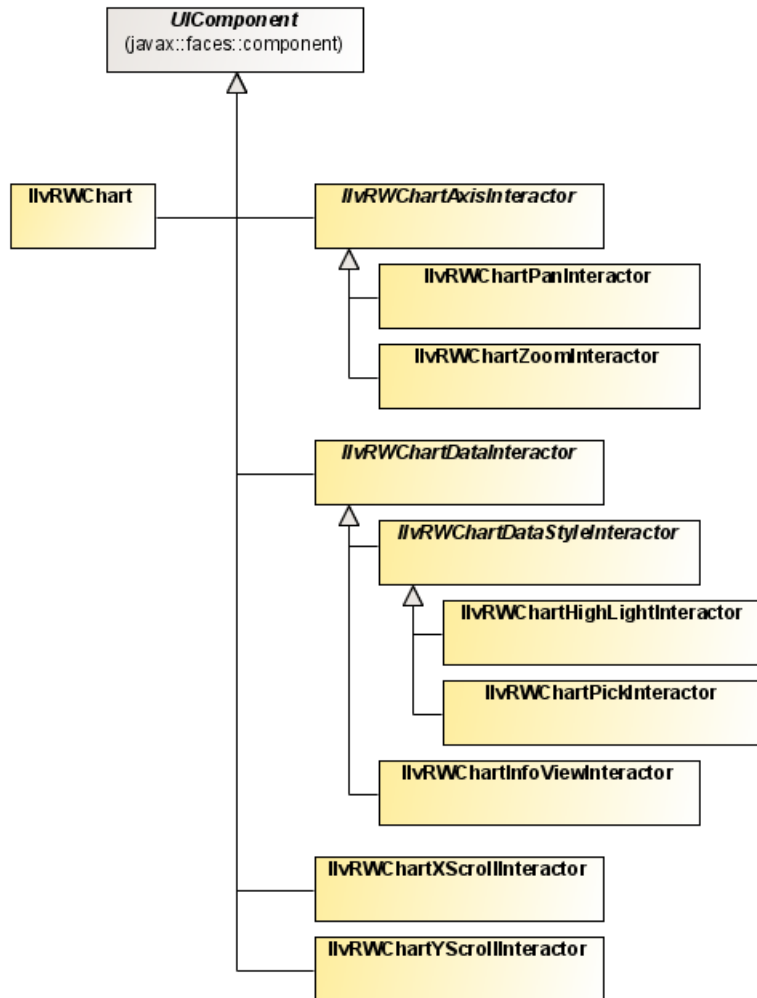 UIComponent
(javax::faces::component)
IlvRWChart
IlvRWChartAxisInteractor
IlvRWChartPanInteractor
IlvRWChartZoomInteractor
IlvRWChartDataInteractor
IlvRWChartDataStyleInteractor
IlvRWChartHighLightInteractor
IlvRWChartPickInteractor
IlvRWChartInfoViewInteractor
IlvRWChartXScrollInteractor
IlvRWChartYScrollInteractor